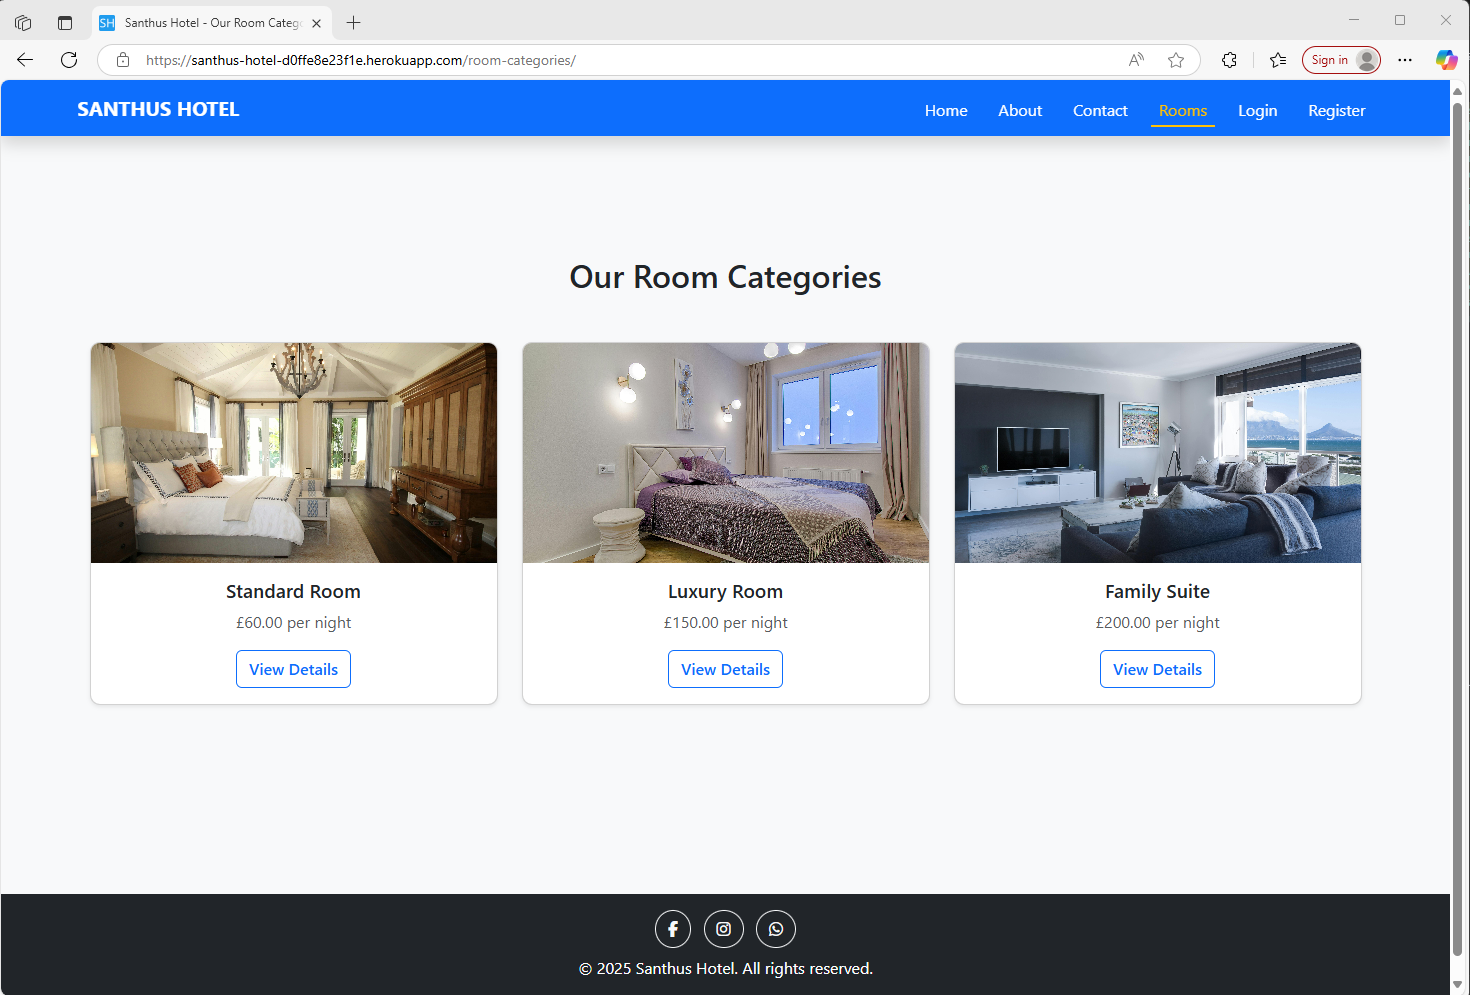 SH Santhus Hotel - Our Room Catego
https://santhus-hotel-d0ffe8e23f1e.herokuapp.com/room-categories/
Sign in
SANTHUS HOTEL
Home About Contact Rooms Login Register
Our Room Categories
Standard Room
£60.00 per night
View Details
Luxury Room
£150.00 per night
View Details
Family Suite
£200.00 per night
View Details
© 2025 Santhus Hotel. All rights reserved.